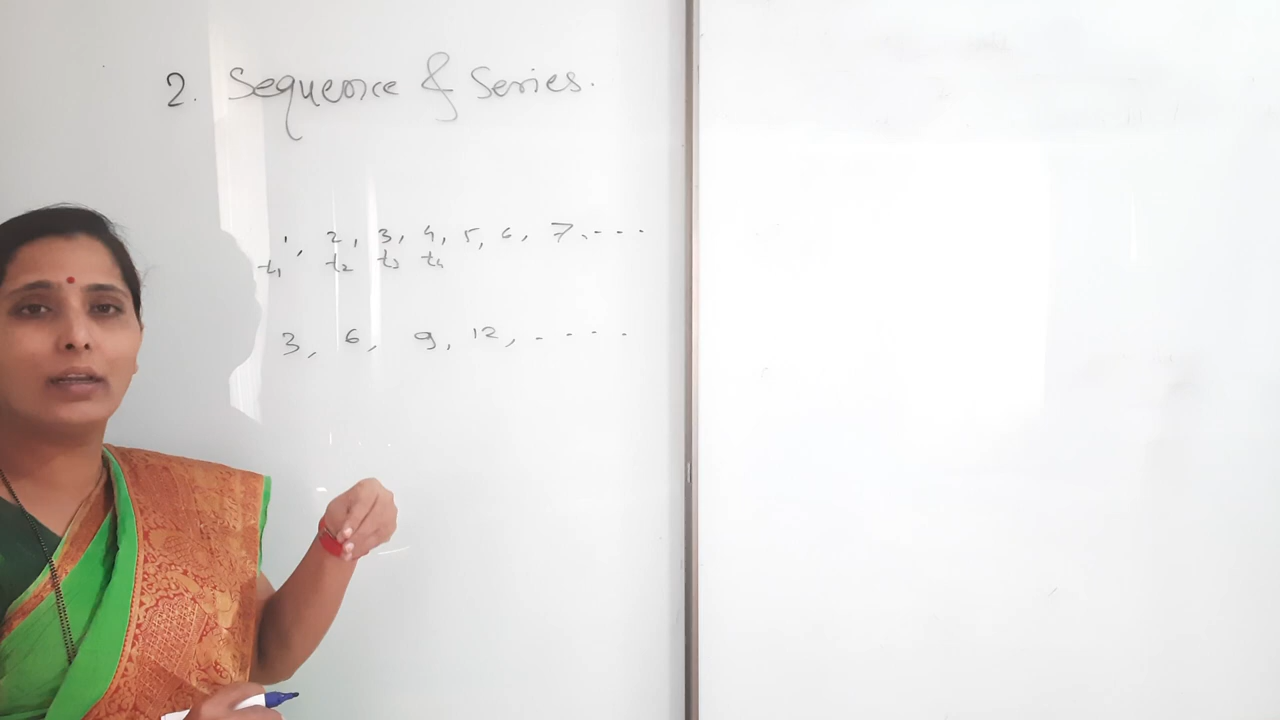 2. Sequence & Series.
1, 2, 3, 4, 5, 6, 7, - - - -
t1 t2 t3 t4
3, 6, 9, 12, - - - -